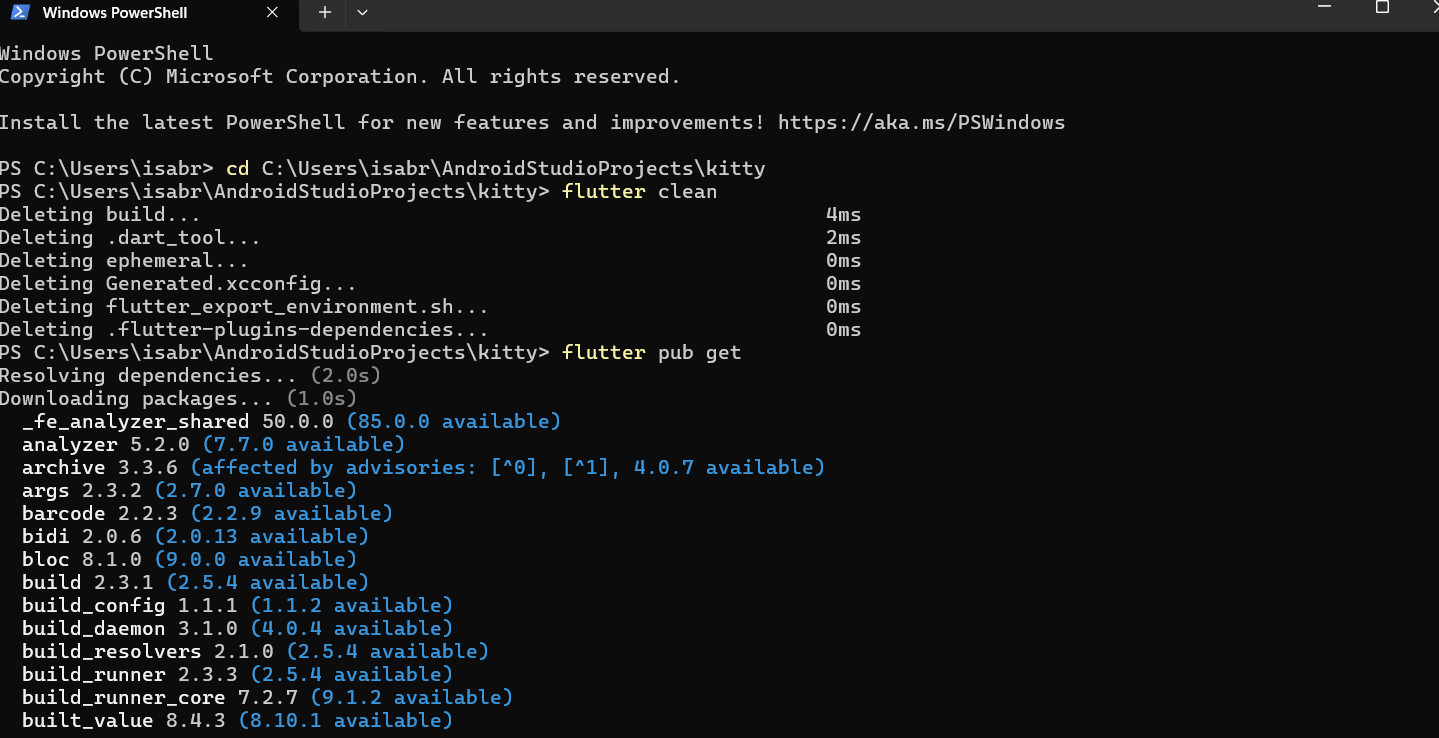 Windows PowerShell
Windows PowerShell
Copyright (C) Microsoft Corporation. All rights reserved.
Install the latest PowerShell for new features and improvements! https://aka.ms/PSWindows
PS C:\Users\isabr> cd C:\Users\isabr\AndroidStudioProjects\kitty
PS C:\Users\isabr\AndroidStudioProjects\kitty> flutter clean
Deleting build... 4ms
Deleting .dart_tool... 2ms
Deleting ephemeral... 0ms
Deleting Generated.xcconfig... 0ms
Deleting flutter_export_environment.sh... 0ms
Deleting .flutter-plugins-dependencies... 0ms
PS C:\Users\isabr\AndroidStudioProjects\kitty> flutter pub get
Resolving dependencies... (2.0s)
Downloading packages... (1.0s)
_fe_analyzer_shared 50.0.0 (85.0.0 available)
analyzer 5.2.0 (7.7.0 available)
archive 3.3.6 (affected by advisories: [^0], [^1], 4.0.7 available)
args 2.3.2 (2.7.0 available)
barcode 2.2.3 (2.2.9 available)
bidi 2.0.6 (2.0.13 available)
bloc 8.1.0 (9.0.0 available)
build 2.3.1 (2.5.4 available)
build_config 1.1.1 (1.1.2 available)
build_daemon 3.1.0 (4.0.4 available)
build_resolvers 2.1.0 (2.5.4 available)
build_runner 2.3.3 (2.5.4 available)
build_runner_core 7.2.7 (9.1.2 available)
built_value 8.4.3 (8.10.1 available)